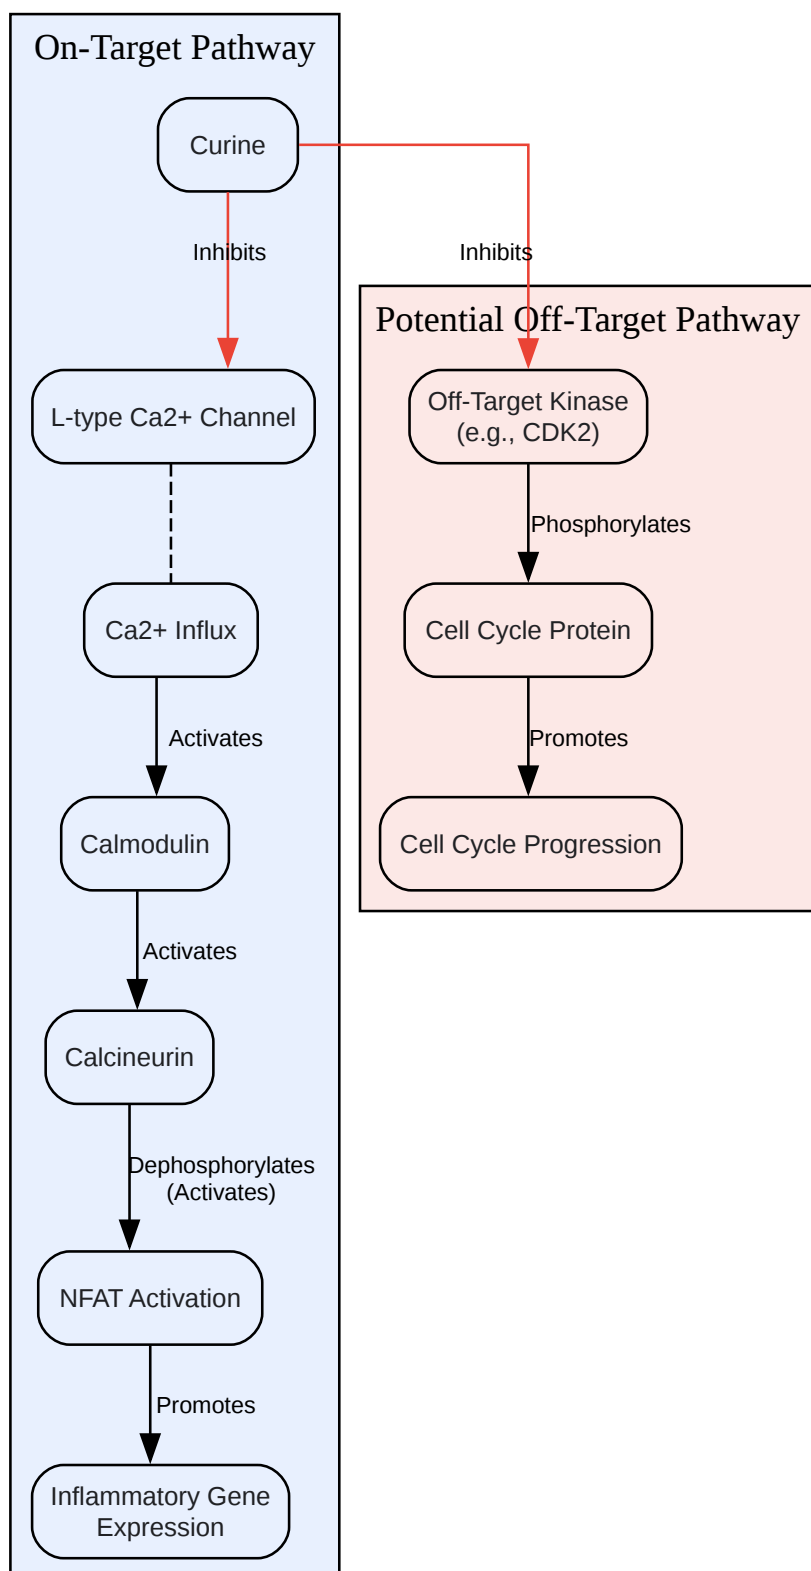 On-Target Pathway
Curine
Inhibits
L-type Ca2+ Channel
Ca2+ Influx
Activates
Calmodulin
Activates
Calcineurin
Dephosphorylates
(Activates)
NFAT Activation
Promotes
Inflammatory Gene
Expression
Inhibits
Potential Off-Target Pathway
Off-Target Kinase
(e.g., CDK2)
Phosphorylates
Cell Cycle Protein
Promotes
Cell Cycle Progression